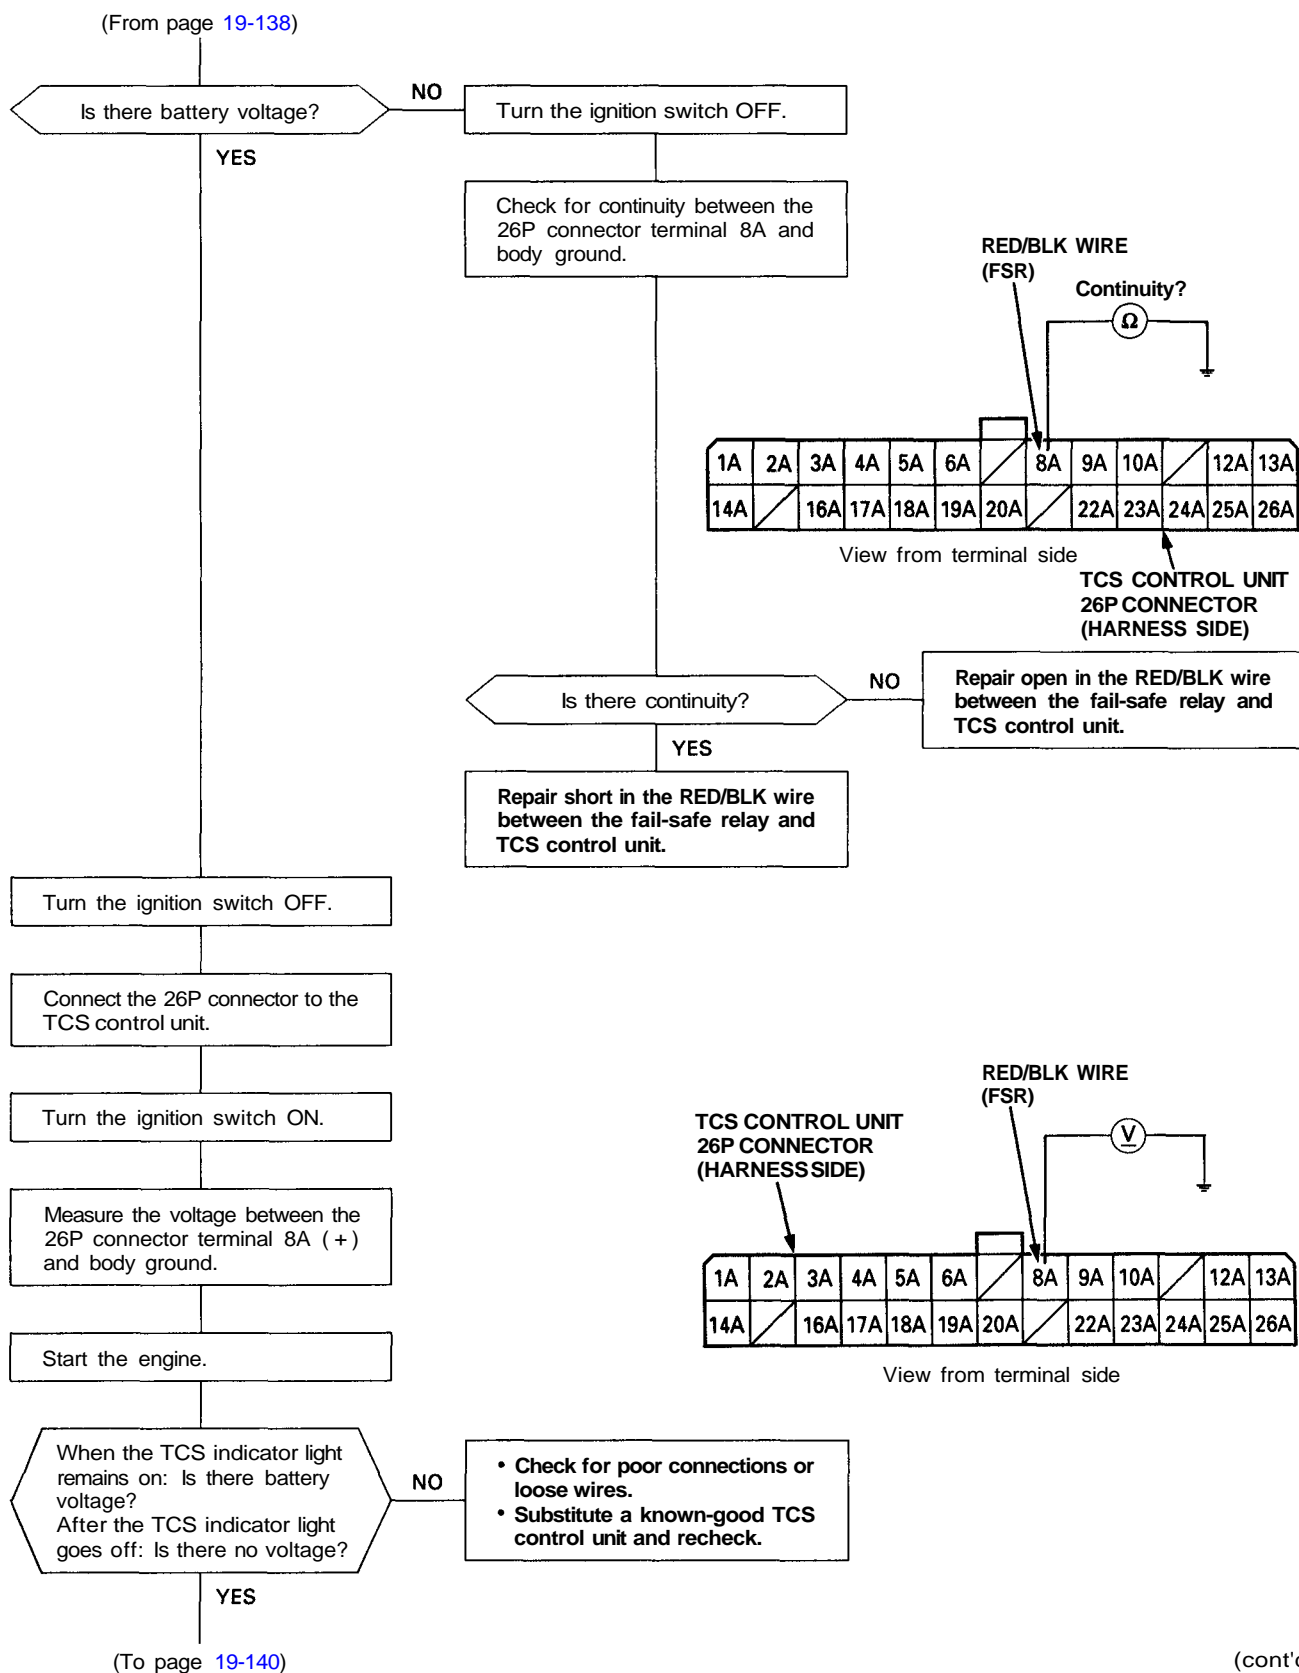 (From page 19-138)
Is there battery voltage?
NO
YES
Turn the ignition switch OFF.
Check for continuity between the
26P connector terminal 8A and
body ground.
RED/BLK WIRE
(FSR)
Continuity?
Ω
1A 2A 3A 4A 5A 6A 8A 9A 10A 12A 13A
14A 16A 17A 18A 19A 20A 22A 23A 24A 25A 26A
View from terminal side
TCS CONTROL UNIT
26P CONNECTOR
(HARNESS SIDE)
Is there continuity?
NO
YES
Repair open in the RED/BLK wire
between the fail-safe relay and
TCS control unit.
Repair short in the RED/BLK wire
between the fail-safe relay and
TCS control unit.
Turn the ignition switch OFF.
Connect the 26P connector to the
TCS control unit.
Turn the ignition switch ON.
Measure the voltage between the
26P connector terminal 8A (+)
and body ground.
Start the engine.
TCS CONTROL UNIT
26P CONNECTOR
(HARNESS SIDE)
RED/BLK WIRE
(FSR)
V
1A 2A 3A 4A 5A 6A 8A 9A 10A 12A 13A
14A 16A 17A 18A 19A 20A 22A 23A 24A 25A 26A
View from terminal side
When the TCS indicator light
remains on: Is there battery
voltage?
After the TCS indicator light
goes off: Is there no voltage?
NO
YES
• Check for poor connections or
loose wires.
• Substitute a known-good TCS
control unit and recheck.
(To page 19-140)
(cont'd